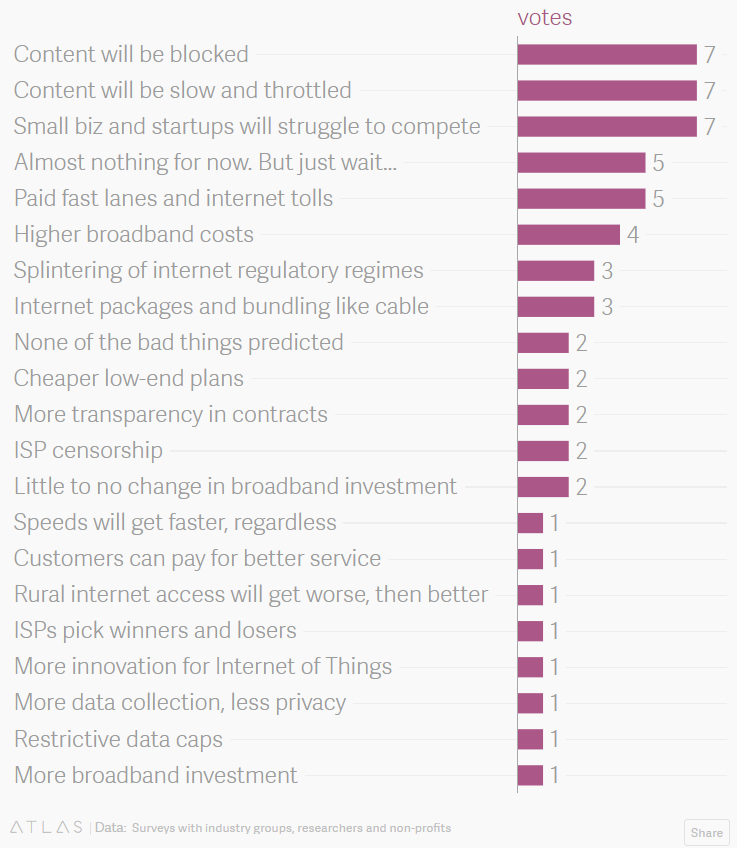 votes
Content will be blocked 7
Content will be slow and throttled 7
Small biz and startups will struggle to compete 7
Almost nothing for now. But just wait... 5
Paid fast lanes and internet tolls 5
Higher broadband costs 4
Splintering of internet regulatory regimes 3
Internet packages and bundling like cable 3
None of the bad things predicted 2
Cheaper low-end plans 2
More transparency in contracts 2
ISP censorship 2
Little to no change in broadband investment 2
Speeds will get faster, regardless 1
Customers can pay for better service 1
Rural internet access will get worse, then better 1
ISPs pick winners and losers 1
More innovation for Internet of Things 1
More data collection, less privacy 1
Restrictive data caps 1
More broadband investment 1
ATLAS | Data: Surveys with industry groups, researchers and non-profits Share